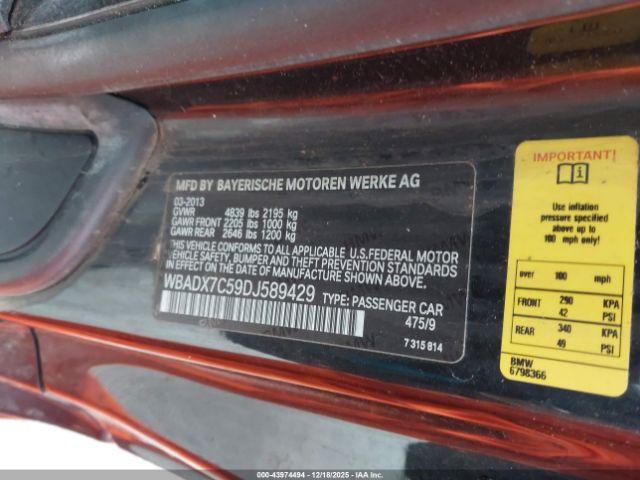 MFD BY BAYERISCHE MOTOREN WERKE AG
03-2013
GVWR 4839 lbs 2195 kg
GAWR FRONT 2205 lbs 1000 kg
GAWR REAR 2646 lbs 1200 kg
THIS VEHICLE CONFORMS TO ALL APPLICABLE U.S.FEDERAL MOTOR
VEHICLE SAFETY, BUMPER AND THEFT PREVENTION STANDARDS
IN EFFECT ON THE DATE OF MANUFACTURE SHOWN ABOVE.
WBADX7C59DJ589429 TYPE: PASSENGER CAR
475/9
7 315 814
IMPORTANT!
Use inflation
pressure specified
above up to
100 mph only!
over 100 mph
FRONT 290 KPA
42 PSI
REAR 340 KPA
49 PSI
BMW
6798366
000-43974494 - 12/18/2025 - IAAI.COM